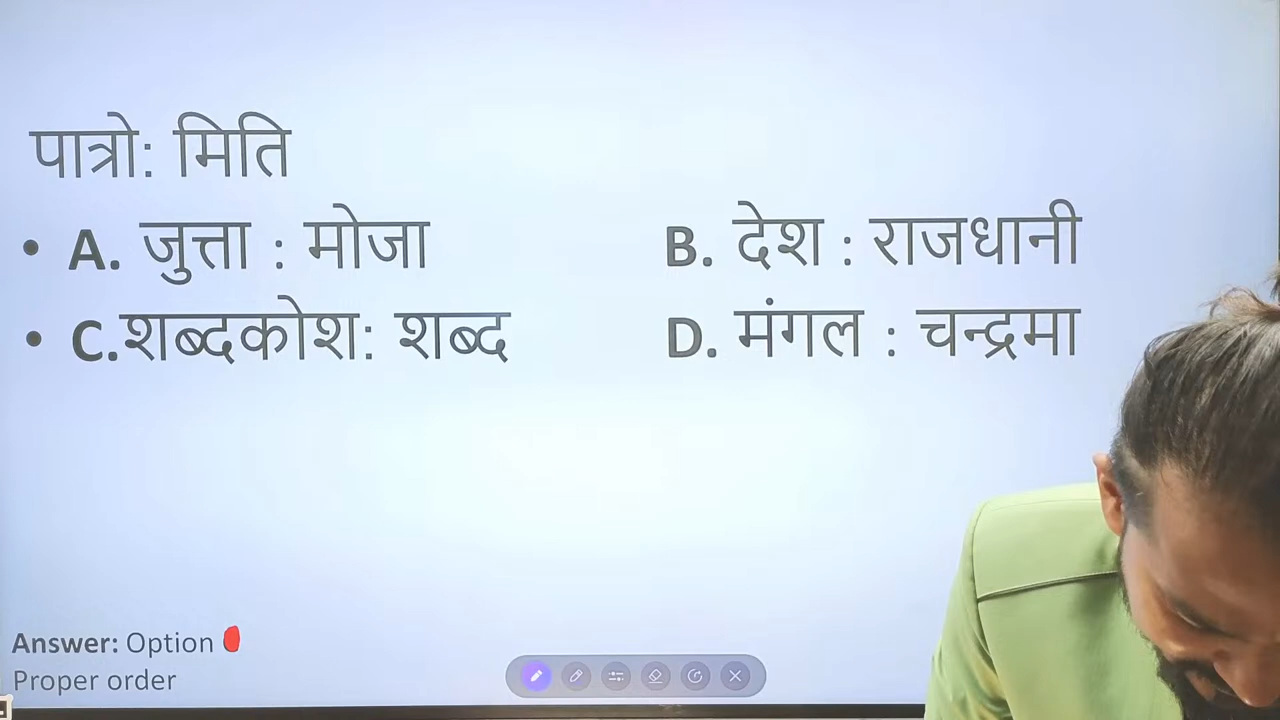 पात्रो: मिति
• A. जुत्ता : मोजा B. देश : राजधानी
• C.शब्दकोश: शब्द D. मंगल : चन्द्रमा
Answer: Option
Proper order